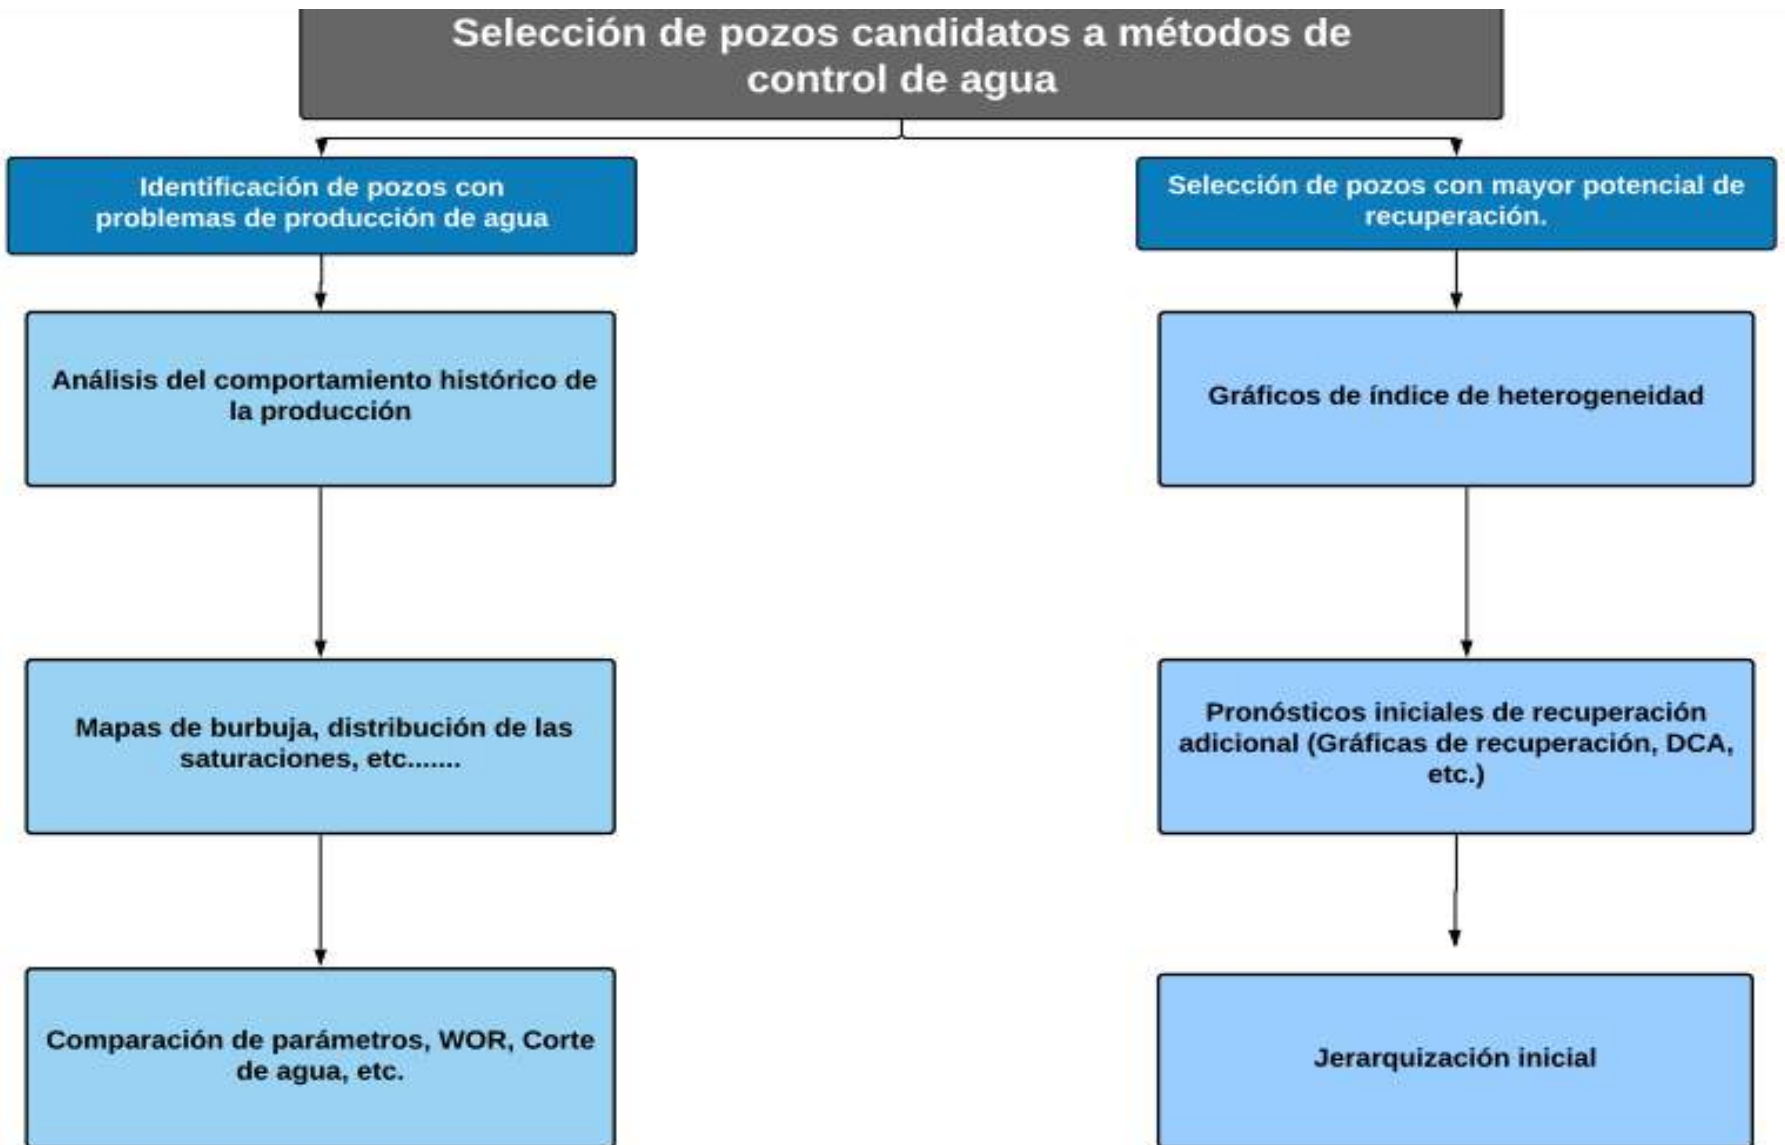 Selección de pozos candidatos a métodos de
control de agua
Identificación de pozos con
problemas de producción de agua
Análisis del comportamiento histórico de
la producción
Mapas de burbuja, distribución de las
saturaciones, etc.......
Comparación de parámetros, WOR, Corte
de agua, etc.
Selección de pozos con mayor potencial de
recuperación.
Gráficos de índice de heterogeneidad
Pronósticos iniciales de recuperación
adicional (Gráficas de recuperación, DCA,
etc.)
Jerarquización inicial